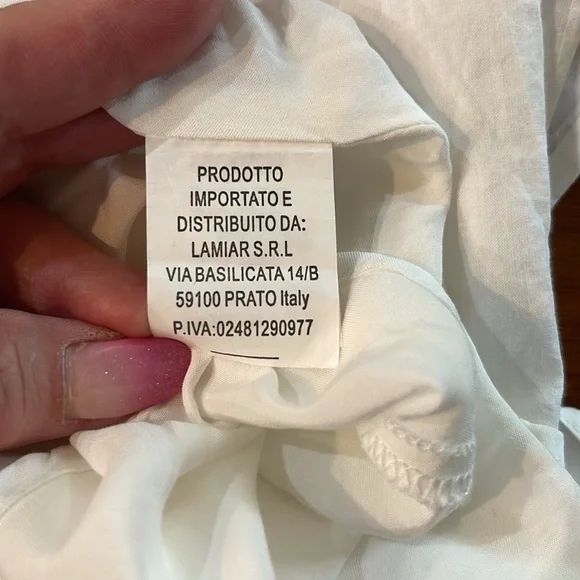 PRODOTTO
IMPORTATO E
DISTRIBUITO DA:
LAMIAR S.R.L
VIA BASILICATA 14/B
59100 PRATO Italy
P.IVA:02481290977